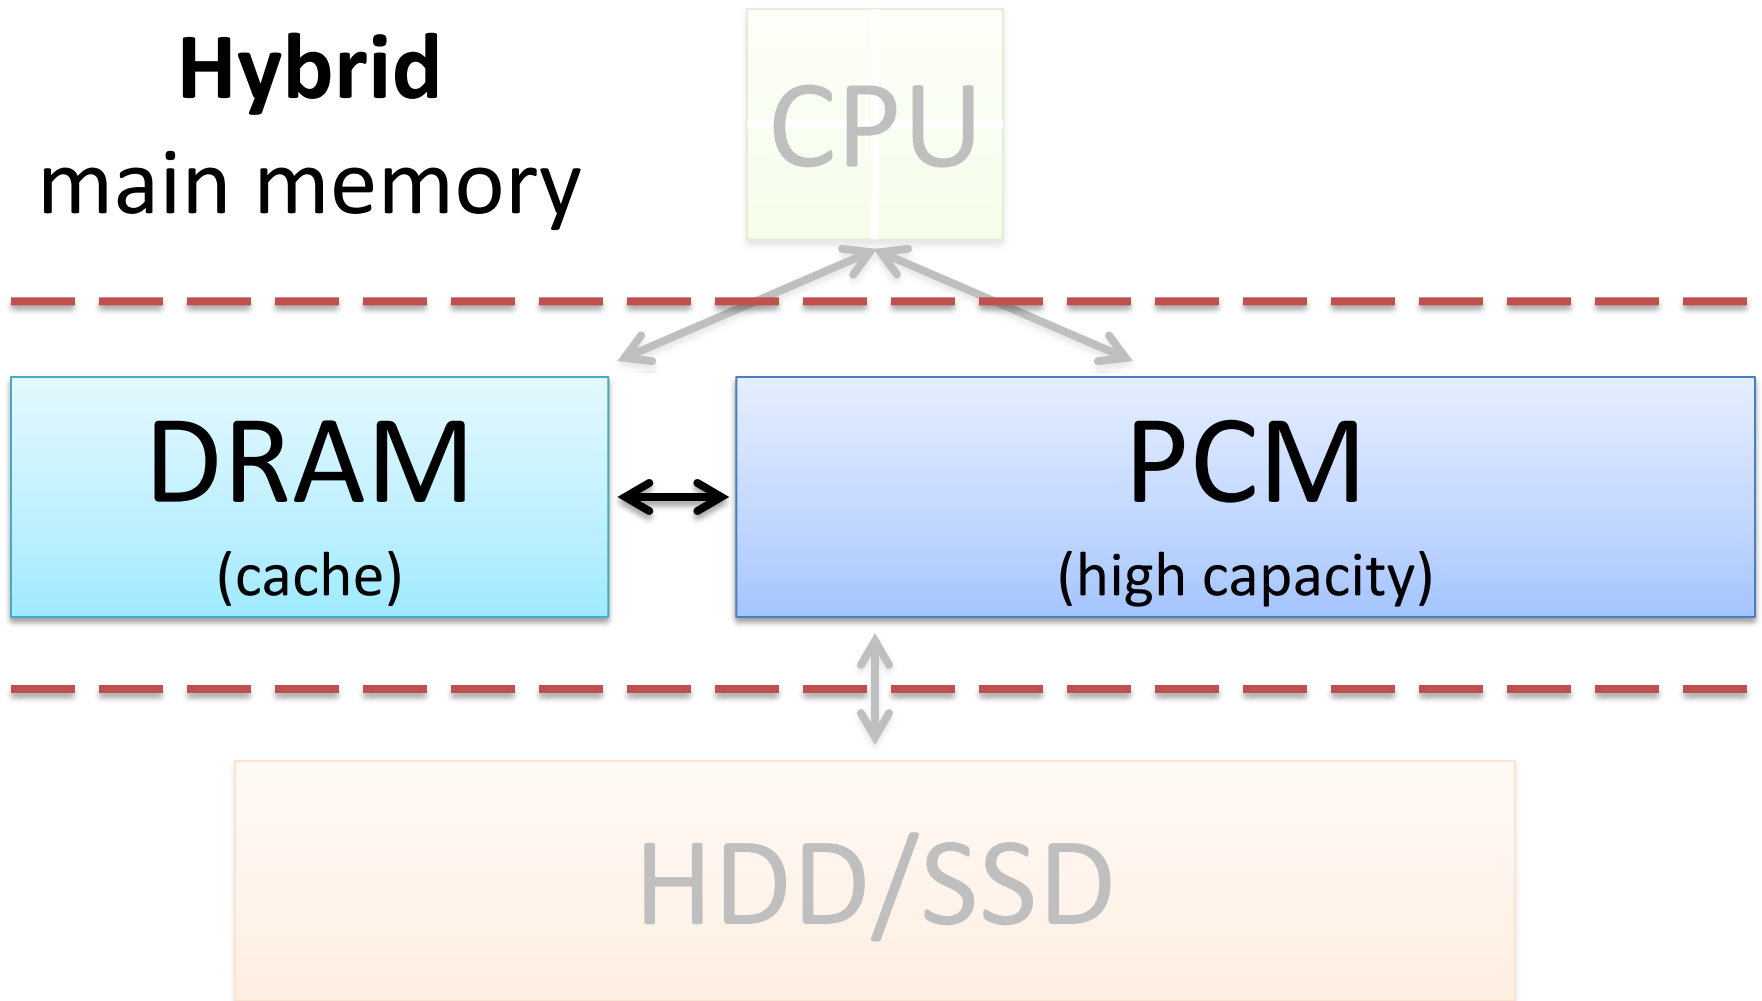 Hybrid
main memory
CPU
DRAM
(cache)
PCM
(high capacity)
HDD/SSD